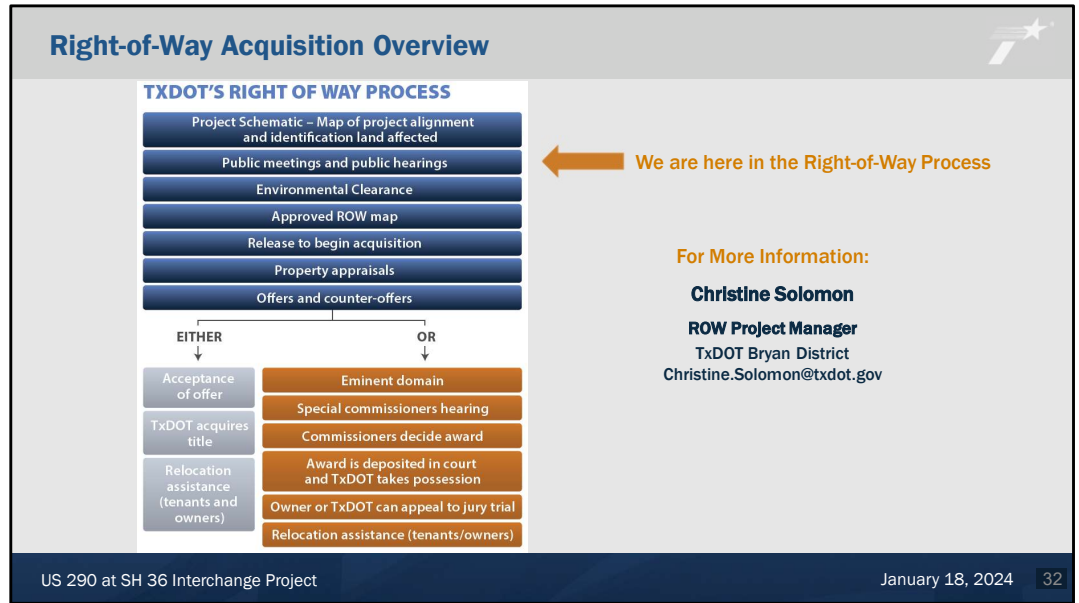 Right-of-Way Acquisition Overview
TXDOT'S RIGHT OF WAY PROCESS
Project Schematic – Map of project alignment
and identification land affected
Public meetings and public hearings
Environmental Clearance
Approved ROW map
Release to begin acquisition
Property appraisals
Offers and counter-offers
EITHER
OR
Acceptance
of offer
TxDOT acquires
title
Relocation
assistance
(tenants and
owners)
Eminent domain
Special commissioners hearing
Commissioners decide award
Award is deposited in court
and TxDOT takes possession
Owner or TxDOT can appeal to jury trial
Relocation assistance (tenants/owners)
We are here in the Right-of-Way Process
For More Information:
Christine Solomon
ROW Project Manager
TxDOT Bryan District
Christine.Solomon@txdot.gov
US 290 at SH 36 Interchange Project
January 18, 2024 32